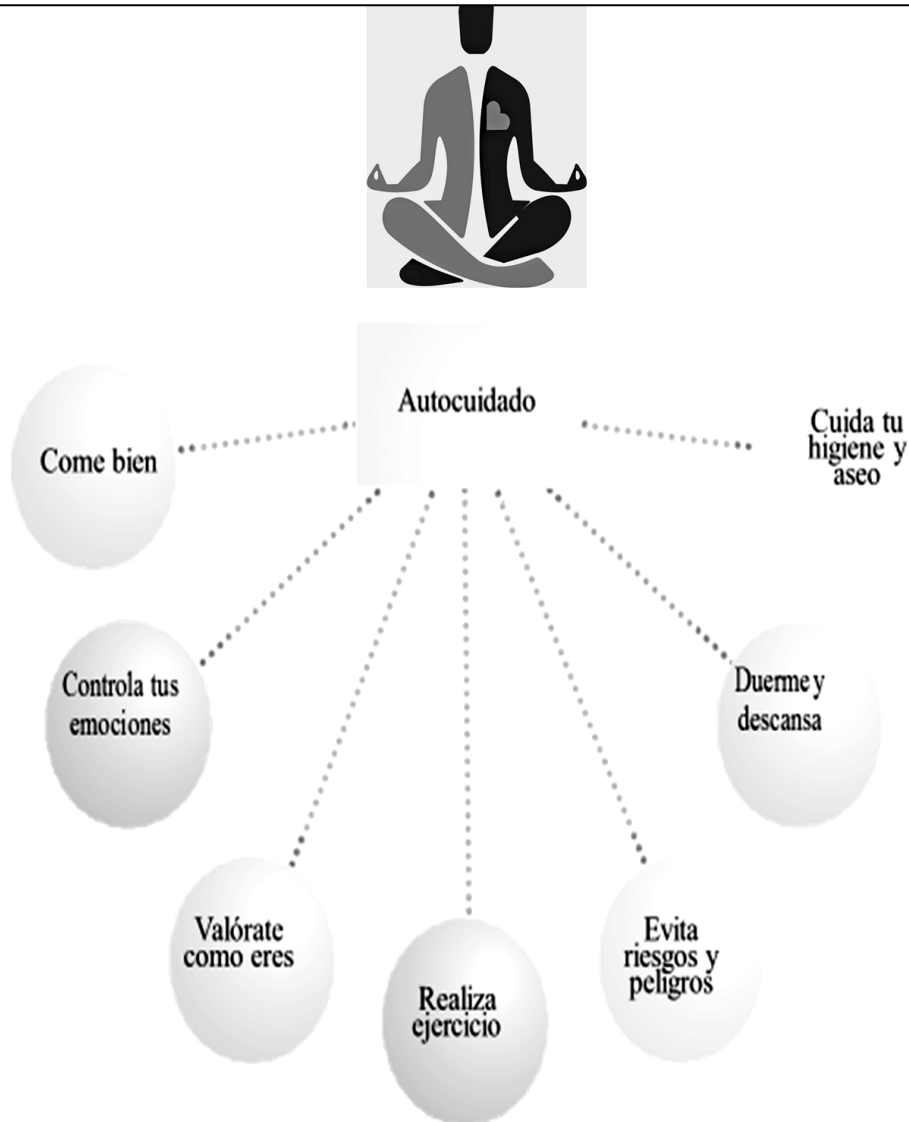 Autocuidado
Come bien
Controla tus
emociones
Valórate
como eres
Realiza
ejercicio
Evita
riesgos y
peligros
Duerme y
descansa
Cuida tu
higiene y
aseo